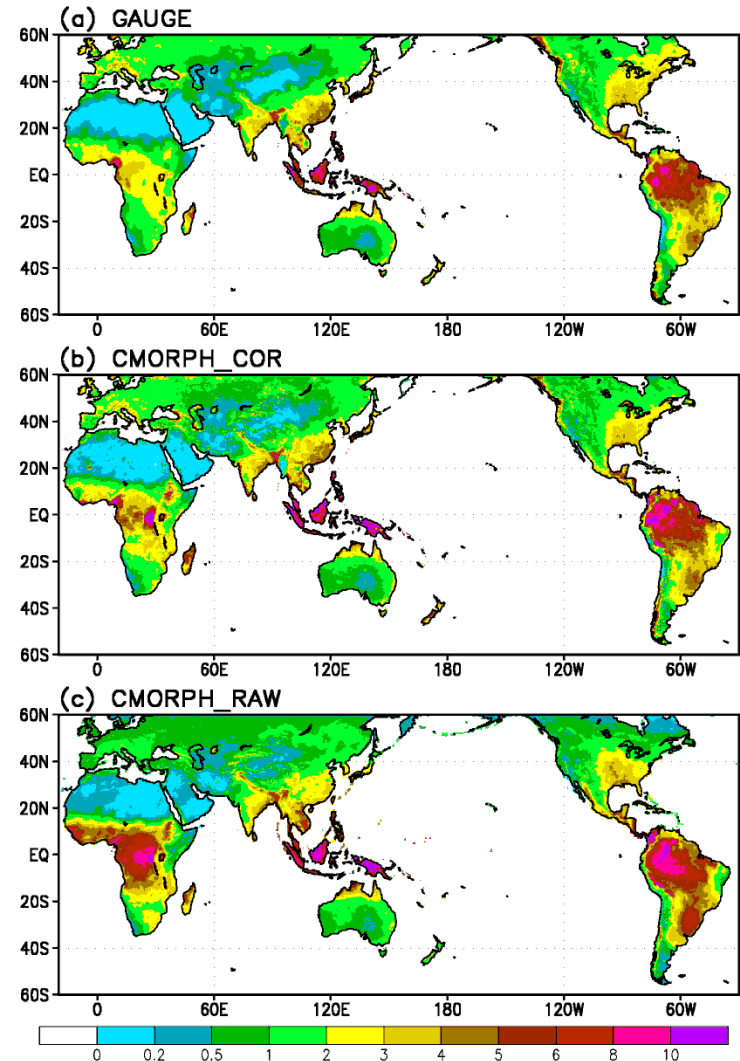 (a) GAUGE
60N
40N
20N
EQ
20S
40S
60S
0 60E 120E 180 120W 60W
(b) CMORPH_COR
60N
40N
20N
EQ
20S
40S
60S
0 60E 120E 180 120W 60W
(c) CMORPH_RAW
60N
40N
20N
EQ
20S
40S
60S
0 60E 120E 180 120W 60W
0 0.2 0.5 1 2 3 4 5 6 8 10